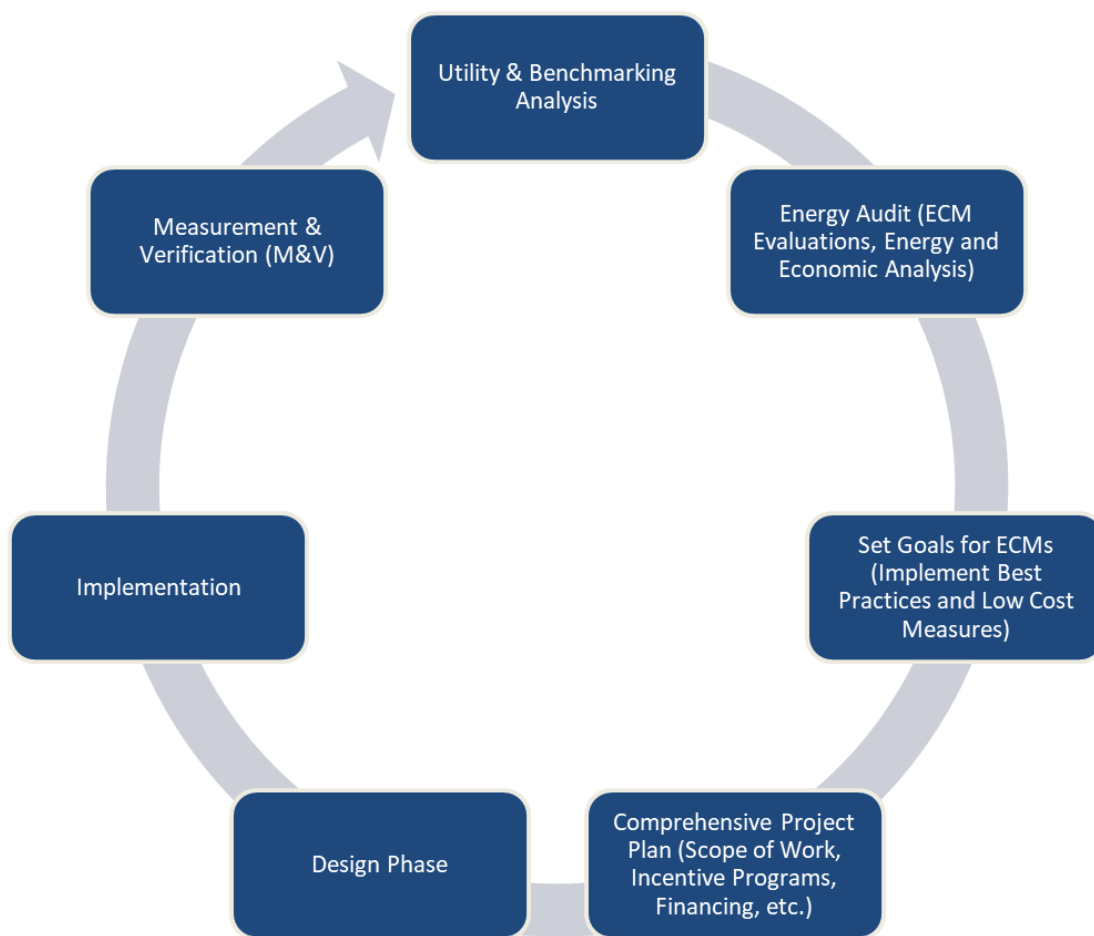 Utility & Benchmarking
Analysis
Energy Audit (ECM
Evaluations, Energy and
Economic Analysis)
Set Goals for ECMs
(Implement Best
Practices and Low Cost
Measures)
Comprehensive Project
Plan (Scope of Work,
Incentive Programs,
Financing, etc.)
Design Phase
Implementation
Measurement &
Verification (M&V)